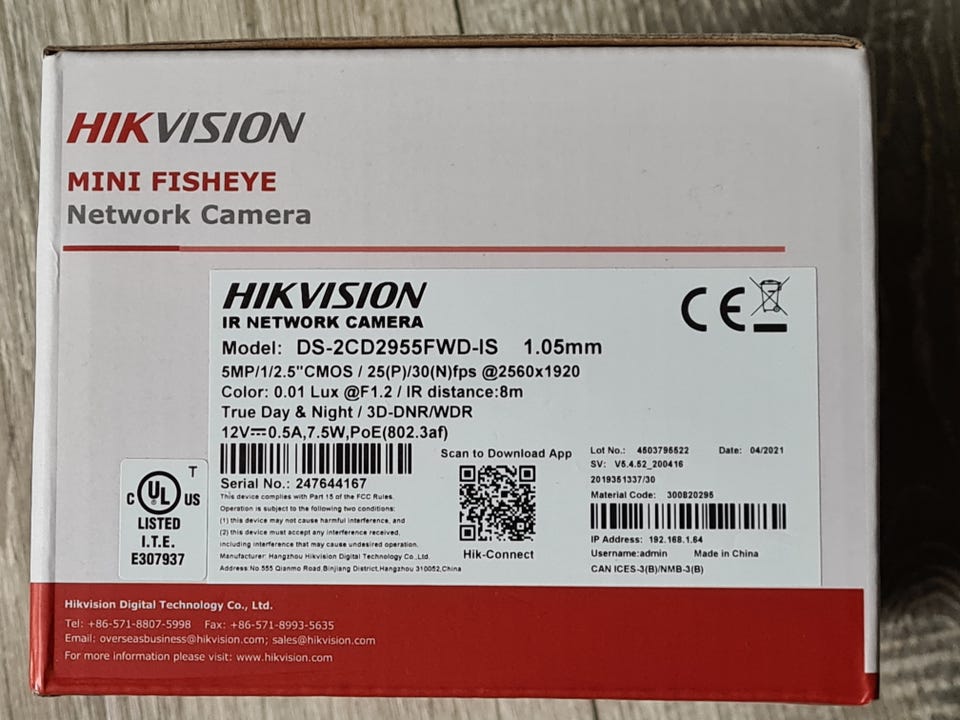 HIKVISION
MINI FISHEYE
Network Camera
HIKVISION
IR NETWORK CAMERA
Model: DS-2CD2955FWD-IS 1.05mm
5MP/1/2.5"CMOS / 25(P)/30(N)fps @2560x1920
Color: 0.01 Lux @F1.2 / IR distance:8m
True Day & Night / 3D-DNR/WDR
12V⎓0.5A,7.5W,PoE(802.3af)
Serial No.: 247644167
This device complies with Part 15 of the FCC Rules.
Operation is subject to the following two conditions:
(1) this device may not cause harmful interference, and
(2) this device must accept any interference received,
including interference that may cause undesired operation.
Manufacturer: Hangzhou Hikvision Digital Technology Co.,Ltd.
Address:No.555 Qianmo Road,Binjiang District,Hangzhou 310052,China
Scan to Download App
Hik-Connect
CE
Lot No.: 4503795522 Date: 04/2021
SV: V5.4.52_200416
2019351337/30
Material Code: 300820295
IP Address: 192.168.1.64
Username:admin Made in China
CAN ICES-3(B)/NMB-3(B)
T
C UL US
LISTED
I.T.E.
E307937
Hikvision Digital Technology Co., Ltd.
Tel: +86-571-8807-5998 Fax: +86-571-8993-5635
Email: overseasbusiness@hikvision.com; sales@hikvision.com
For more information please visit: www.hikvision.com